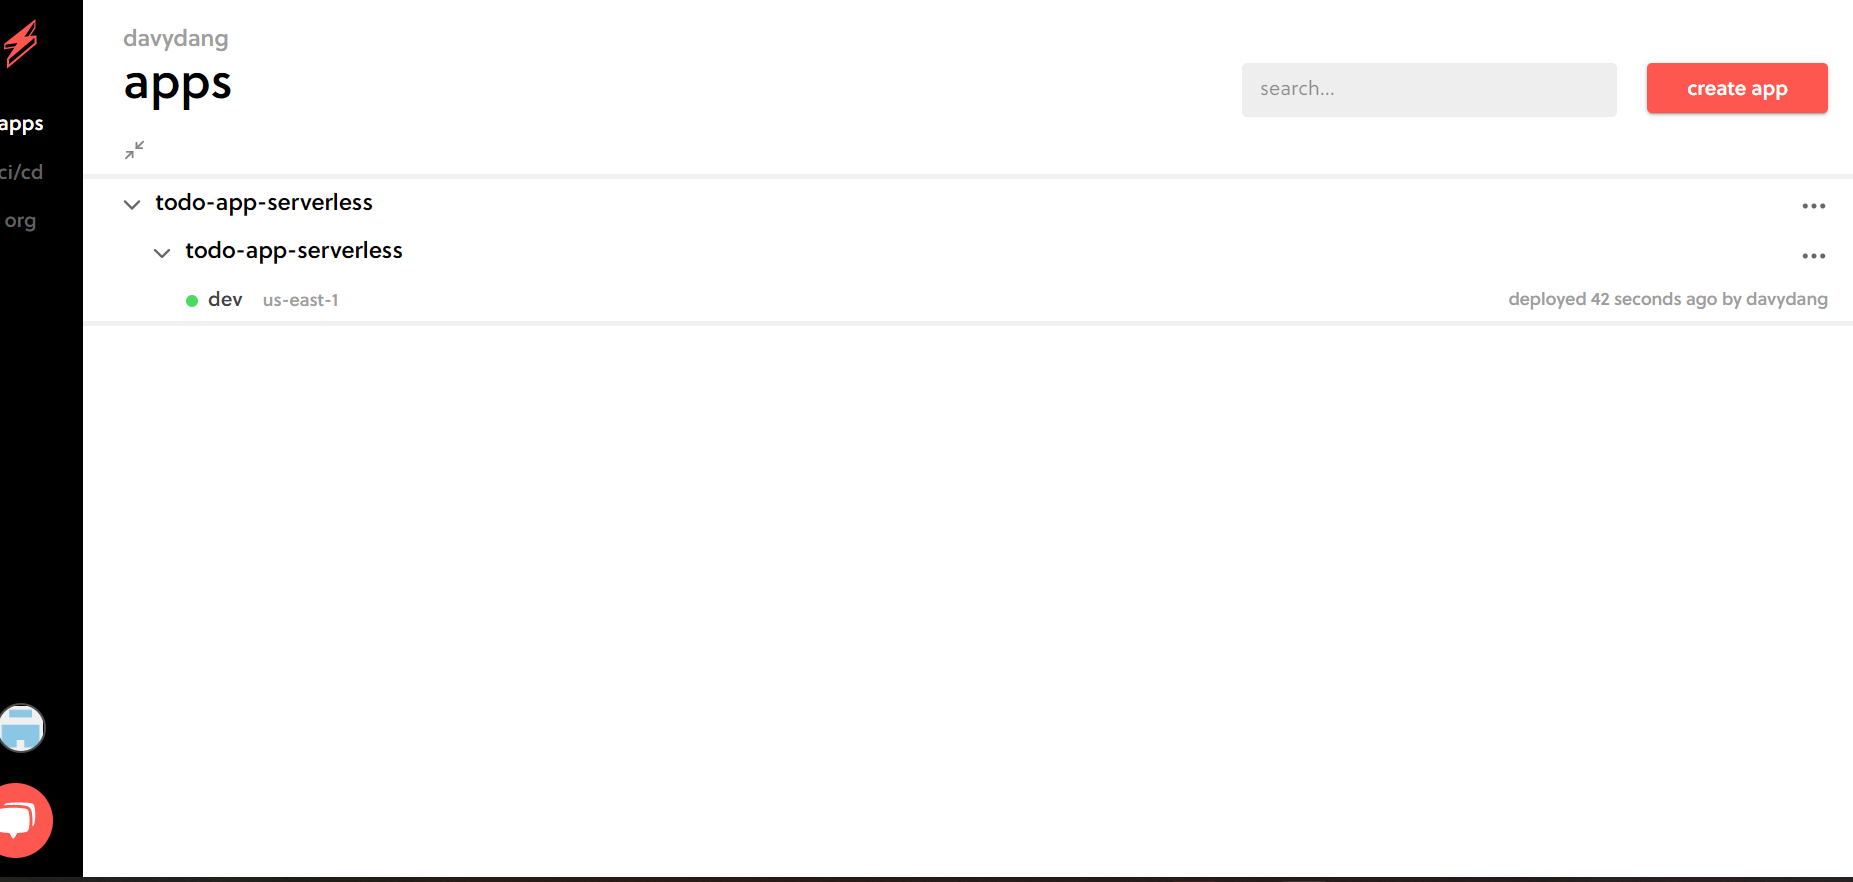 davydang
apps
search...
create app
apps
ci/cd
org
todo-app-serverless
todo-app-serverless
dev us-east-1
deployed 42 seconds ago by davydang